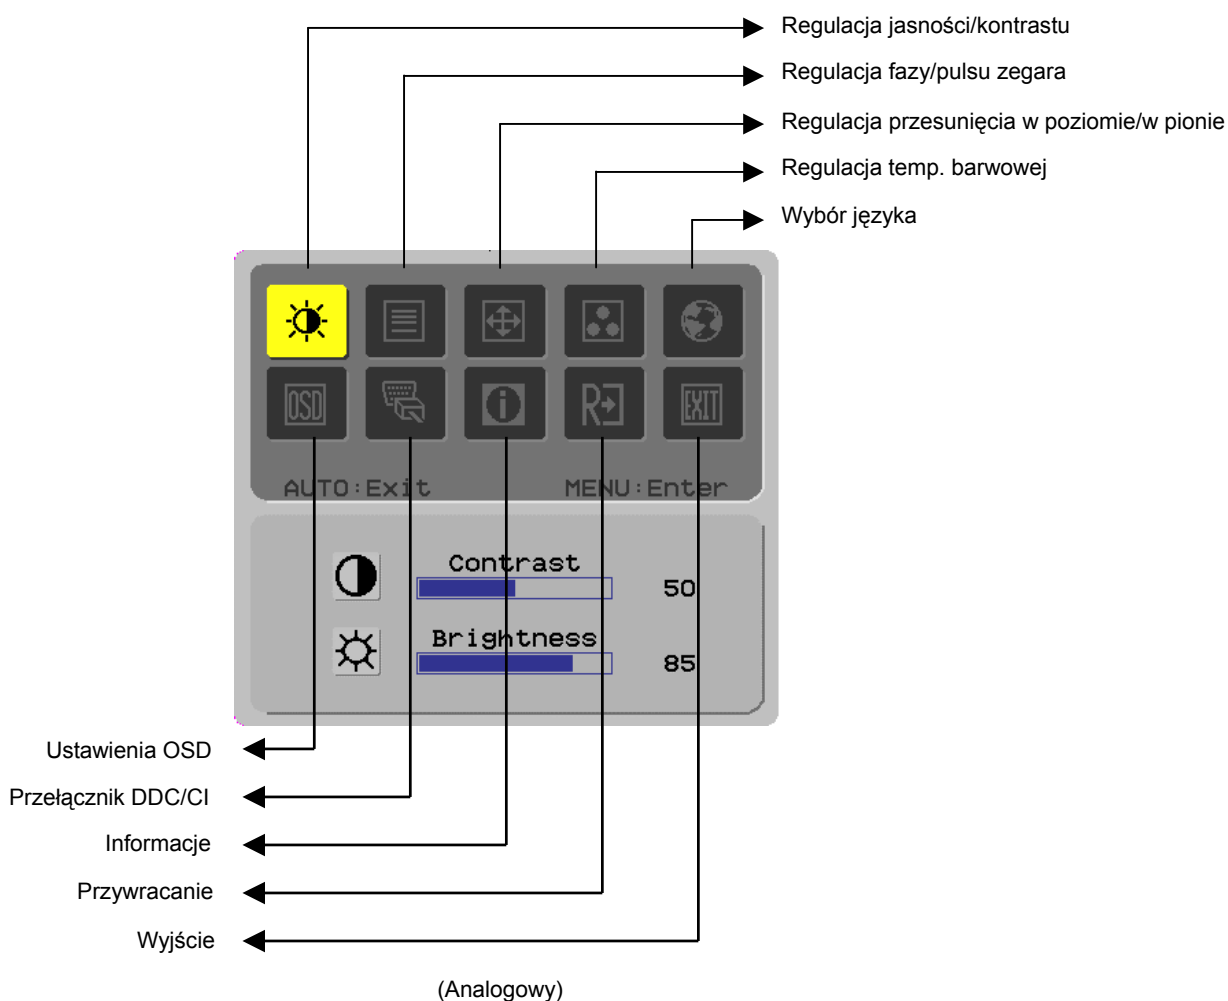 Regulacja jasności/kontrastu
Regulacja fazy/pulsu zegara
Regulacja przesunięcia w poziomie/w pionie
Regulacja temp. barwowej
Wybór języka
OSD
i
R
EXIT
AUTO:Exit MENU:Enter
Contrast
50
Brightness
85
Ustawienia OSD
Przełącznik DDC/CI
Informacje
Przywracanie
Wyjście
(Analogowy)